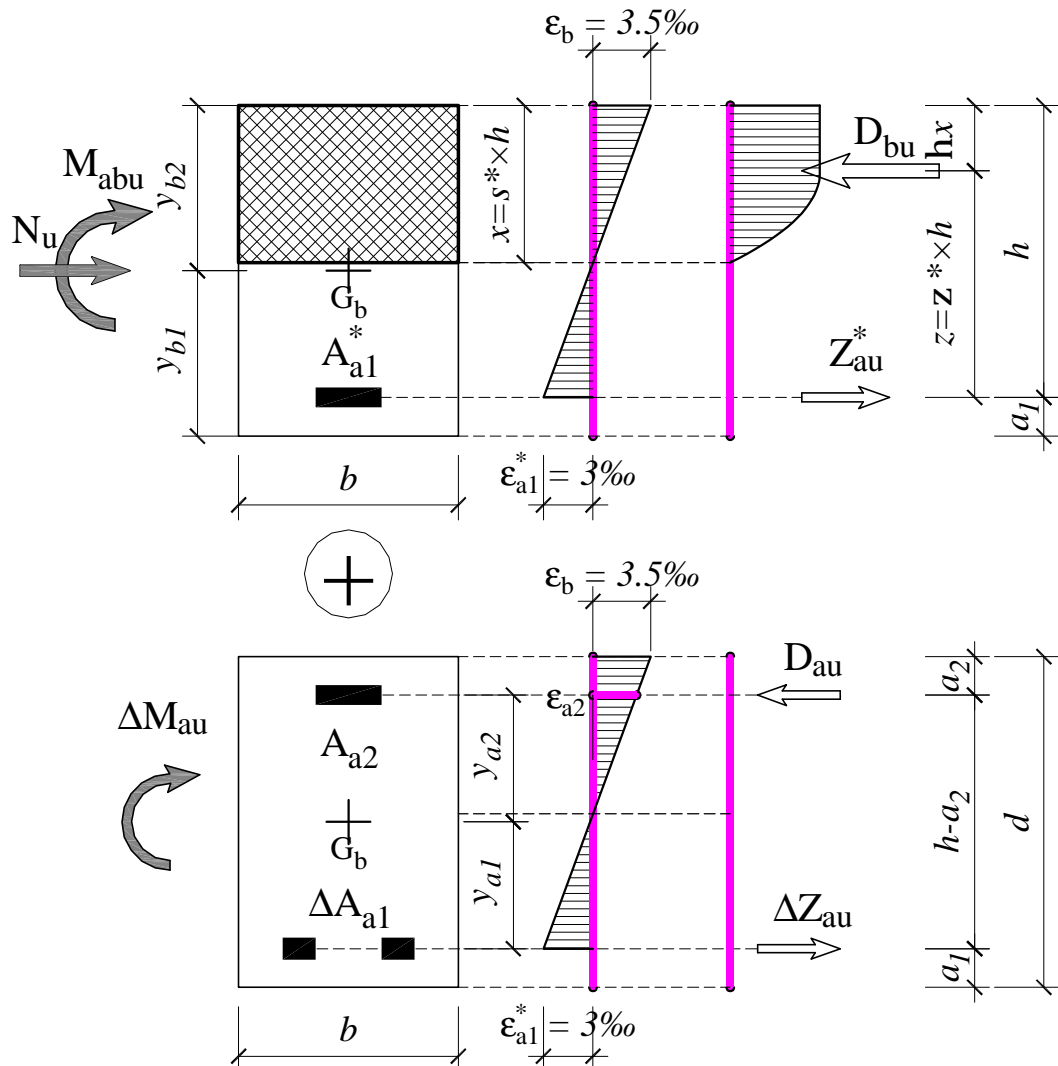 ε_b = 3.5‰
M_abu
N_u
y_b2
y_b1
G_b
A*_a1
b
x=s*×h
ε*_a1 = 3‰
D_bu
Z*_au
hx
z=z*×h
h
a_1
ε_b = 3.5‰
ΔM_au
A_a2
G_b
ΔA_a1
b
y_a2
y_a1
ε_a2
ε*_a1 = 3‰
D_au
ΔZ_au
a_2
h-a_2
a_1
d